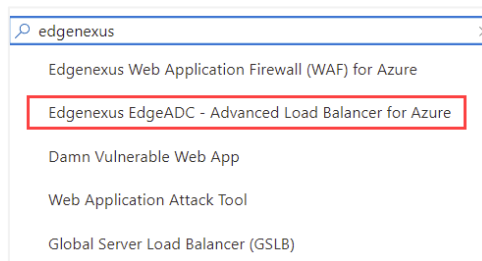 edgenexus
Edgenexus Web Application Firewall (WAF) for Azure
Edgenexus EdgeADC - Advanced Load Balancer for Azure
Damn Vulnerable Web App
Web Application Attack Tool
Global Server Load Balancer (GSLB)